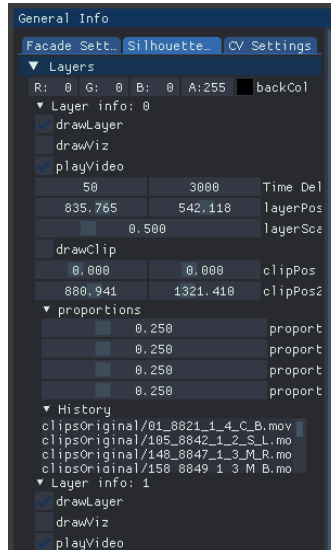 General Info
Facade Sett… Silhouette… CV Settings
Layers
R: 0 G: 0 B: 0 A:255 backCol
Layer info: 0
drawLayer
drawViz
playVideo
50 3000 Time Del
835.765 542.118 layerPos
0.500 layerSca
drawClip
0.000 0.000 clipPos
880.941 1321.410 clipPos2
proportions
0.250 proport
0.250 proport
0.250 proport
0.250 proport
History
clipsOriginal/01_8821_1_4_C_B.mov
clipsOriginal/105_8842_1_2_S_L.mo
clipsOriginal/148_8847_1_3_M_R.mo
clipsOriginal/158_8849_1_3_M_B.mo
Layer info: 1
drawLayer
drawViz
playVideo